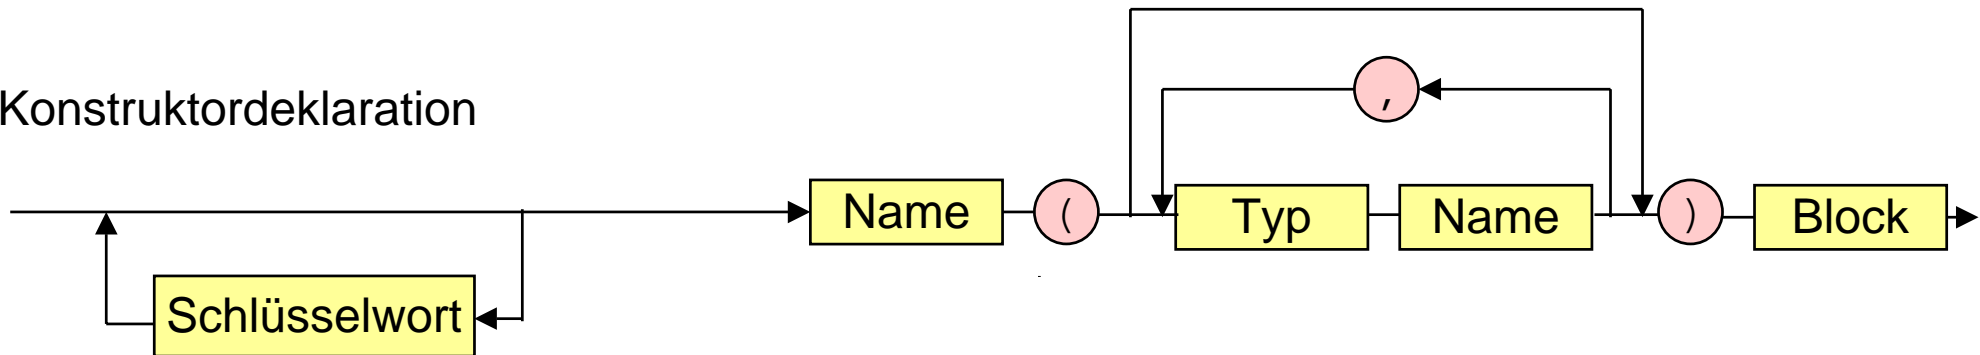 Konstruktordeklaration
,
Name ( Typ Name ) Block
Schlüsselwort